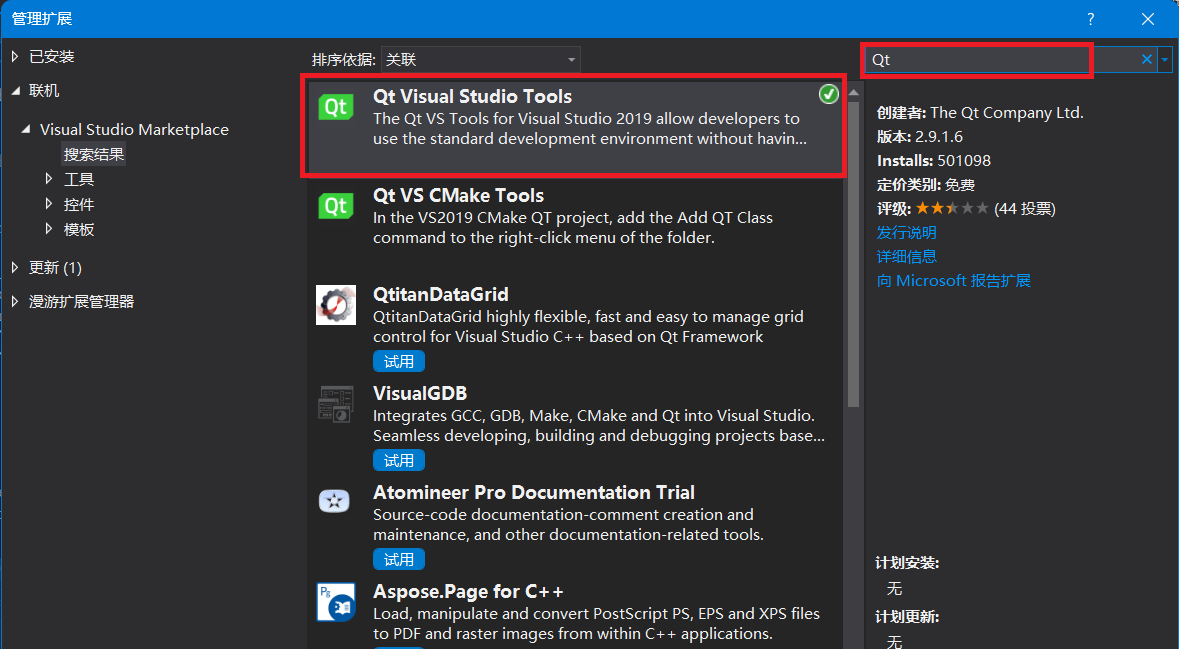 管理扩展
?
已安装
联机
Visual Studio Marketplace
搜索结果
工具
控件
模板
更新 (1)
漫游扩展管理器
排序依据: 关联
Qt
Qt Visual Studio Tools
The Qt VS Tools for Visual Studio 2019 allow developers to
use the standard development environment without havin...
Qt
Qt VS CMake Tools
In the VS2019 CMake QT project, add the Add QT Class
command to the right-click menu of the folder.
QtitanDataGrid
QtitanDataGrid highly flexible, fast and easy to manage grid
control for Visual Studio C++ based on Qt Framework
试用
VisualGDB
Integrates GCC, GDB, Make, CMake and Qt into Visual Studio.
Seamless developing, building and debugging projects base...
试用
Atomineer Pro Documentation Trial
Source-code documentation-comment creation and
maintenance, and other documentation-related tools.
试用
Pg
Aspose.Page for C++
Load, manipulate and convert PostScript PS, EPS and XPS files
to PDF and raster images from within C++ applications.
Qt
创建者: The Qt Company Ltd.
版本: 2.9.1.6
Installs: 501098
定价类别: 免费
评级: (44 投票)
发行说明
详细信息
向 Microsoft 报告扩展
计划安装:
无
计划更新:
无